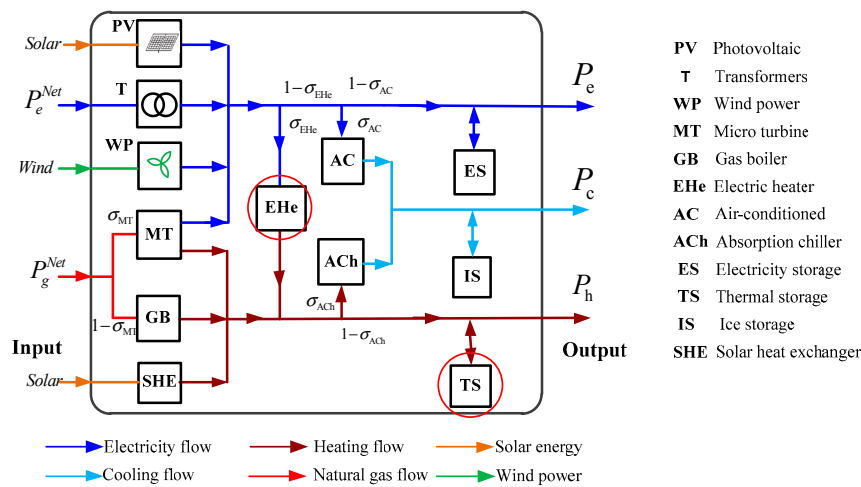 PV
Solar
P_e^Net
T
WP
Wind
σ_MT
MT
P_g^Net
1-σ_MT
GB
Input
Solar
SHE
1-σ_EHe
1-σ_AC
σ_EHe
σ_AC
AC
EHe
ACh
σ_ACh
1-σ_ACh
ES
IS
TS
P_e
P_c
P_h
Output
PV Photovoltaic
T Transformers
WP Wind power
MT Micro turbine
GB Gas boiler
EHe Electric heater
AC Air-conditioned
ACh Absorption chiller
ES Electricity storage
TS Thermal storage
IS Ice storage
SHE Solar heat exchanger
Electricity flow
Heating flow
Solar energy
Cooling flow
Natural gas flow
Wind power